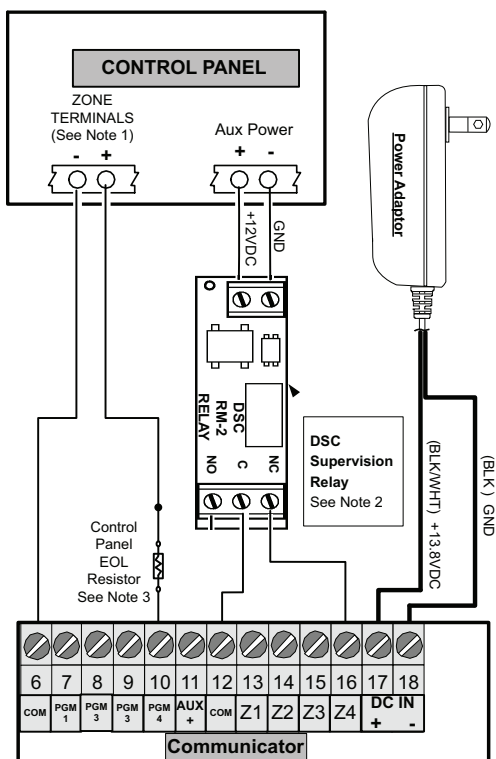 CONTROL PANEL
ZONE
TERMINALS
(See Note 1)
- +
Aux Power
+ -
+12VDC
GND
Power Adaptor
DSC
RM-2
RELAY
NO C NC
DSC
Supervision
Relay
See Note 2
(BLK/WHT) +13.8VDC
(BLK ) GND
Control
Panel
EOL
Resistor
See Note 3
6 7 8 9 10 11 12 13 14 15 16 17 18
COM PGM 1 PGM 3 PGM 3 PGM 4 AUX + COM Z1 Z2 Z3 Z4 DC IN
+ -
Communicator